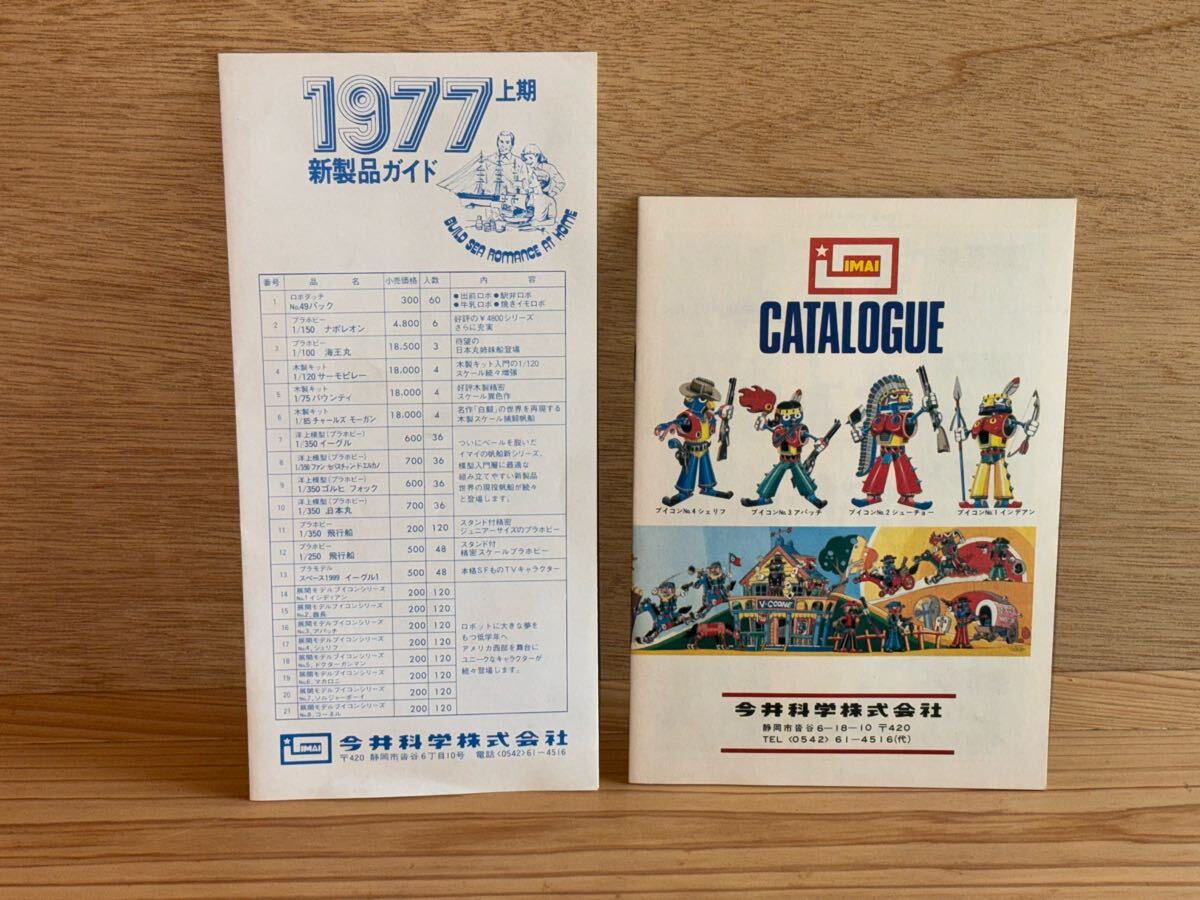 1977 上期
新製品ガイド
BUILD SEA ROMANCE AT HOME
番号 品 名 小売価格 入数 内 容
1 ロボダッチ No.49パック 300 60 ●出前ロボ●駅弁ロボ ●牛乳ロボ●焼きイモロボ
2 プラホビー 1/150 ナポレオン 4.800 6 好評の￥4800シリーズ さらに充実
3 プラホビー 1/100 海王丸 18.500 3 待望の 日本丸姉妹船登場
4 木製キット 1/120 サーモピレー 18.000 4 木製キット入門の1/120 スケール続々増強
5 木製キット 1/75 バウンティ 18.000 4 好評木製精密 スケール異色作
6 木製キット 1/85 チャールズ モーガン 18,000 4 名作「白鯨」の世界を再現する 木製スケール捕鯨帆船
7 洋上模型(プラホビー) 1/350 イーグル 600 36
8 洋上模型(プラホビー) 1/350 ファン セバスチャン・ド・エルカノ 700 36
9 洋上模型(プラホビー) 1/350 ゴルヒ フォック 600 36
10 洋上模型(プラホビー) 1/350 日本丸 700 36
ついにベールを脱いだ
イマイの帆船新シリーズ。
模型入門層に最適な
組み立てやすい新製品
世界の現役帆船が続々
と登場します。
11 プラホビー 1/350 飛行船 200 120 スタンド付精密 ジュニアーサイズのプラホビー
12 プラホビー 1/250 飛行船 500 48 スタンド付 精密スケールプラホビー
13 プラモデル スペース1999 イーグル1 500 48 本格SFものTVキャラクター
14 展開モデルブイコンシリーズ No.1インディアン 200 120
15 展開モデルブイコンシリーズ No.2,酋長 200 120
16 展開モデルブイコンシリーズ No.3,アパッチ 200 120
17 展開モデルブイコンシリーズ No.4,シェリフ 200 120
18 展開モデルブイコンシリーズ No.5,ドクターガンマン 200 120
19 展開モデルブイコンシリーズ No.6,マカロニ 200 120
20 展開モデルブイコンシリーズ No.7,ソルジャーボーイ 200 120
21 展開モデルブイコンシリーズ No.8,コーネル 200 120
ロボットに大きな夢を
もつ低学年へ
アメリカ西部を舞台に
ユニークなキャラクターが
続々登場します。
IMAI 今井科学株式会社
〒420 静岡市沓谷6丁目10号 電話〈0542〉61－4516
IMAI
CATALOGUE
ブイコンNo.4シェリフ ブイコンNo.3アパッチ ブイコンNo.2シューチョー ブイコンNo.1インデアン
V-COONE
今井科学株式会社
静岡市沓谷6－18－10 〒420
TEL〈0542〉61－4516(代)